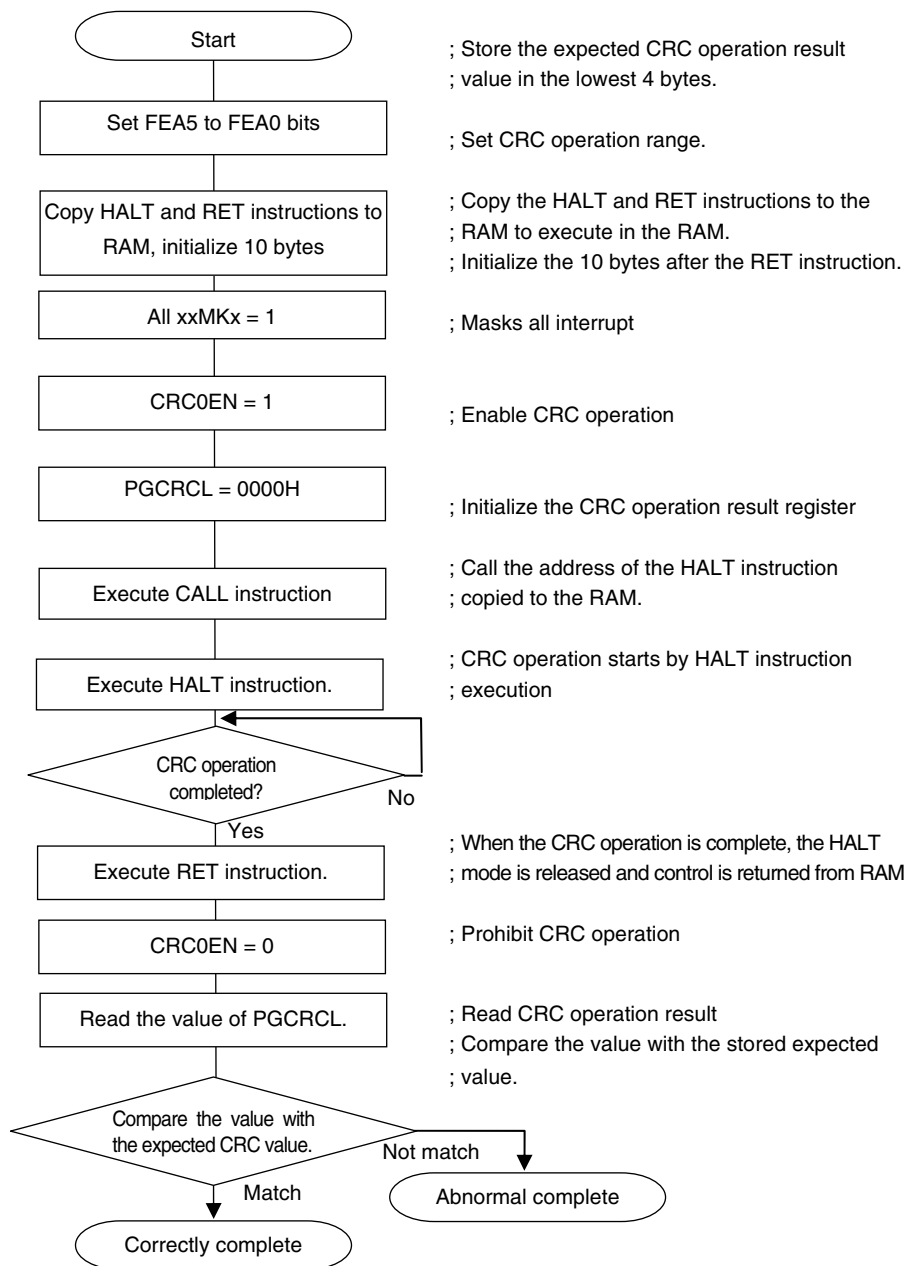 Start
; Store the expected CRC operation result
; value in the lowest 4 bytes.
Set FEA5 to FEA0 bits
; Set CRC operation range.
Copy HALT and RET instructions to
RAM, initialize 10 bytes
; Copy the HALT and RET instructions to the
; RAM to execute in the RAM.
; Initialize the 10 bytes after the RET instruction.
All xxMKx = 1
; Masks all interrupt
CRC0EN = 1
; Enable CRC operation
PGCRCL = 0000H
; Initialize the CRC operation result register
Execute CALL instruction
; Call the address of the HALT instruction
; copied to the RAM.
Execute HALT instruction.
; CRC operation starts by HALT instruction
; execution
CRC operation
completed?
No
Yes
Execute RET instruction.
; When the CRC operation is complete, the HALT
; mode is released and control is returned from RAM
CRC0EN = 0
; Prohibit CRC operation
Read the value of PGCRCL.
; Read CRC operation result
; Compare the value with the stored expected
; value.
Compare the value with
the expected CRC value.
Not match
Match
Abnormal complete
Correctly complete